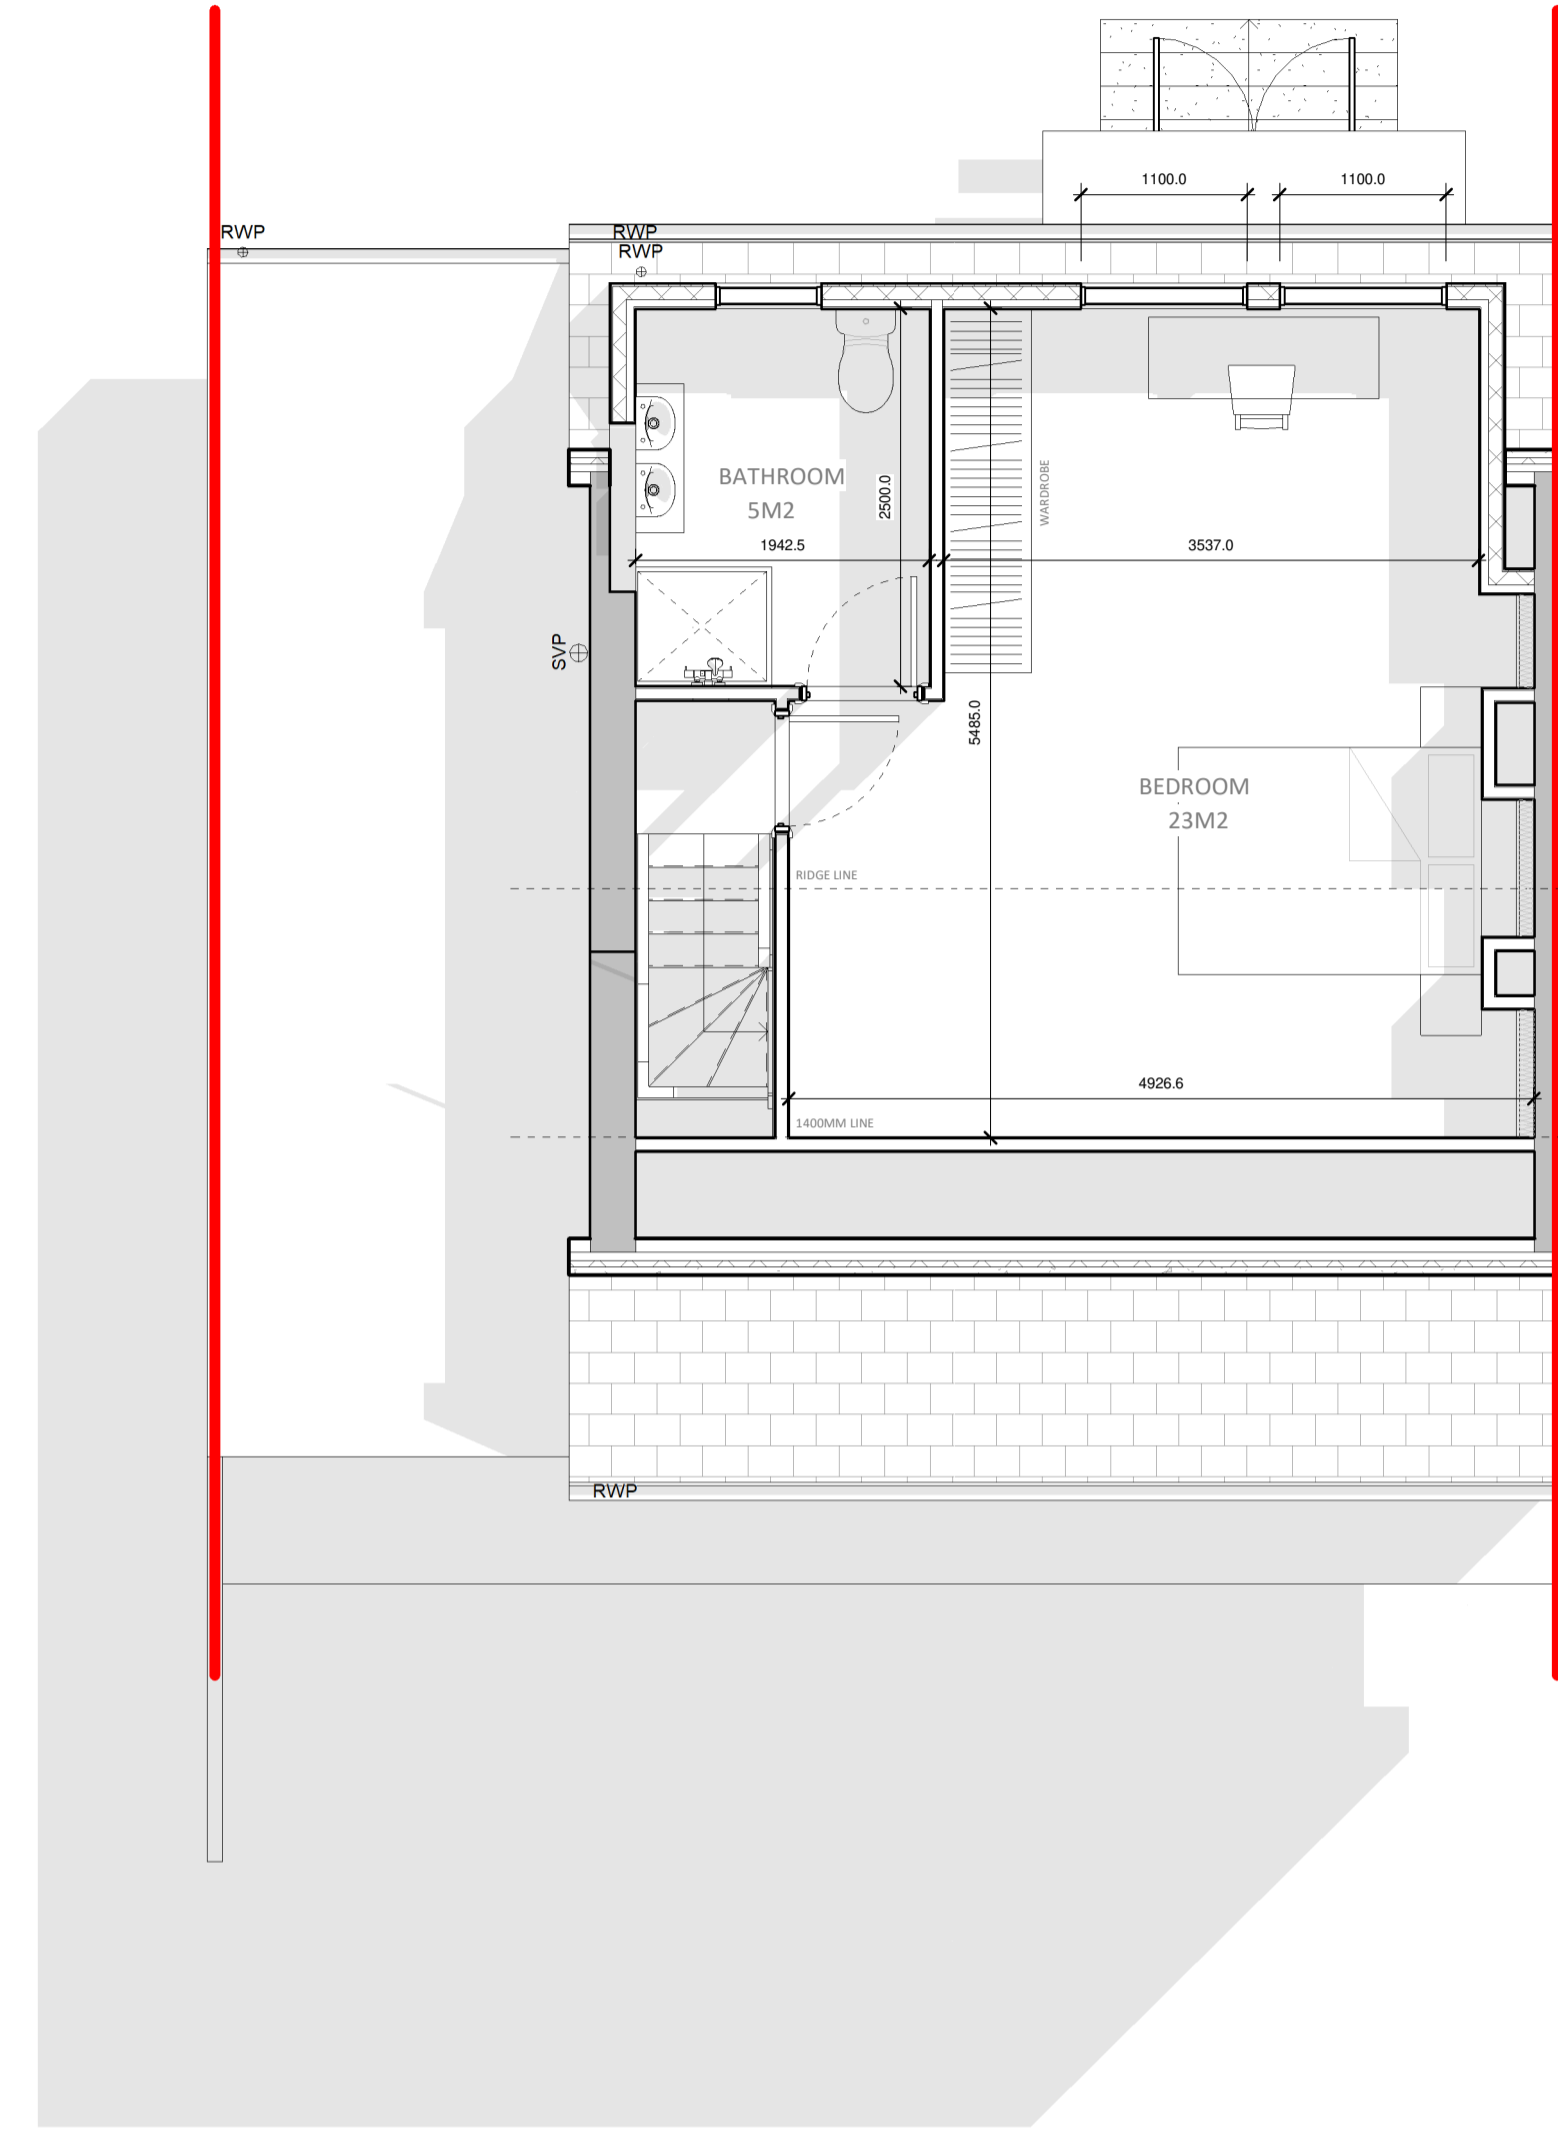 1100.0
1100.0
RWP
RWP
RWP
BATHROOM
5M2
2500.0
WARDROBE
1942.5
3537.0
SVP
5485.0
BEDROOM
23M2
RIDGE LINE
4926.6
1400MM LINE
RWP